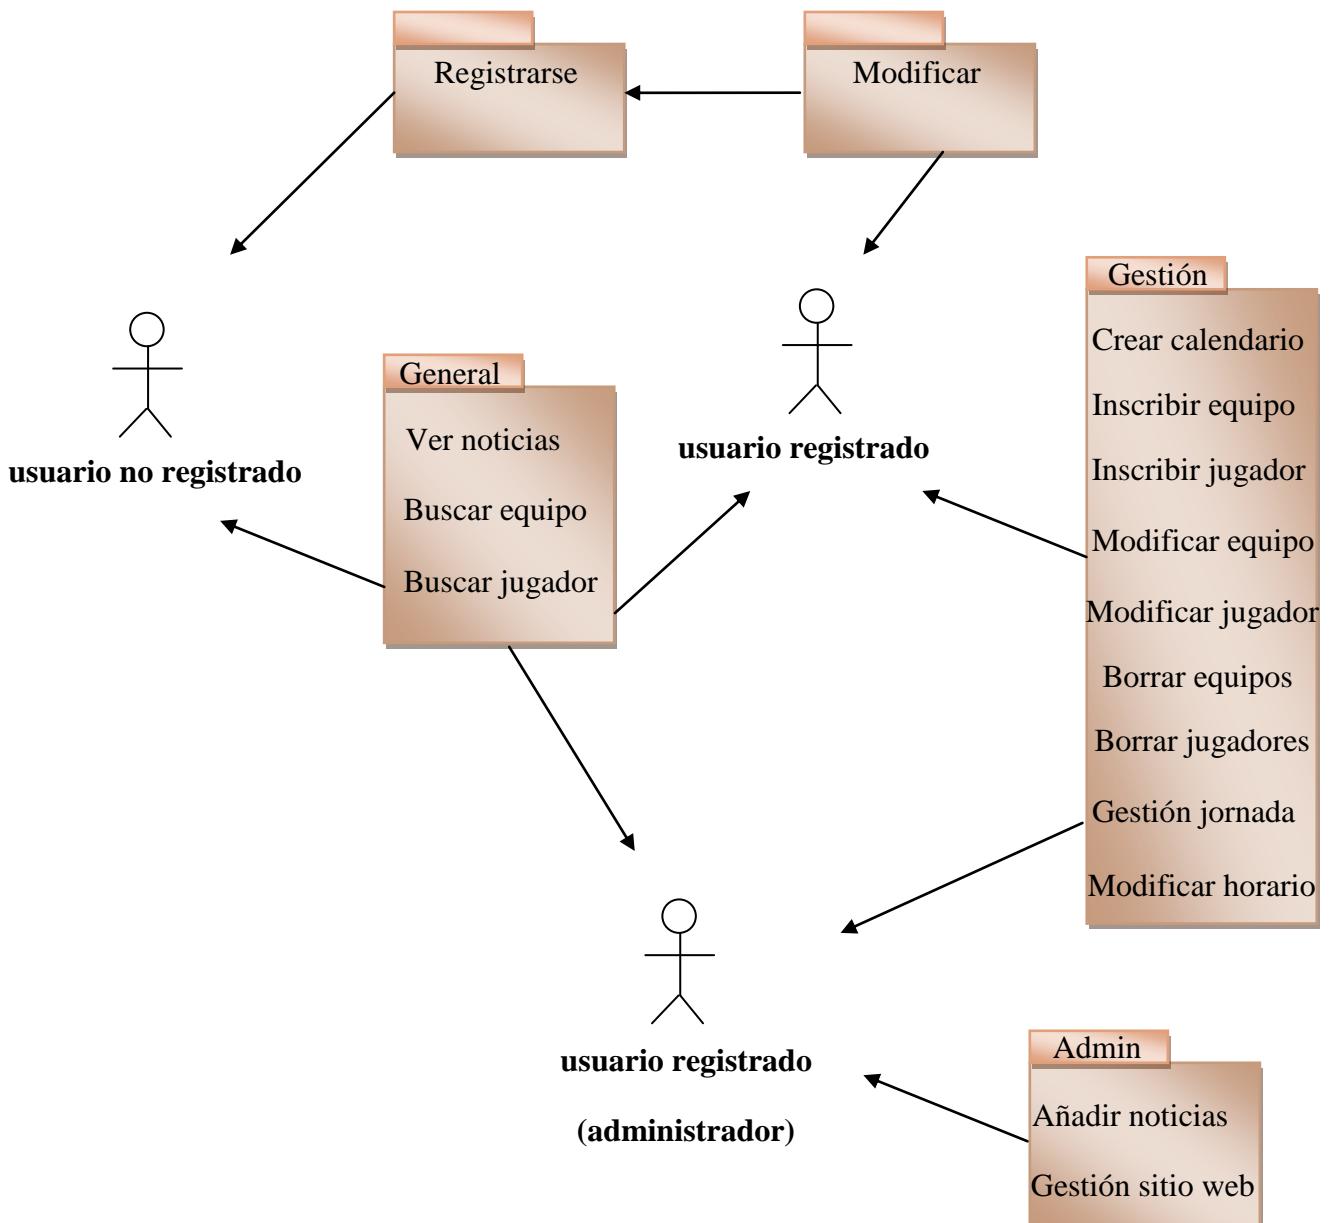 Registrarse
Modificar
usuario no registrado
General
Ver noticias
Buscar equipo
Buscar jugador
usuario registrado
Gestión
Crear calendario
Inscribir equipo
Inscribir jugador
Modificar equipo
Modificar jugador
Borrar equipos
Borrar jugadores
Gestión jornada
Modificar horario
usuario registrado
(administrador)
Admin
Añadir noticias
Gestión sitio web